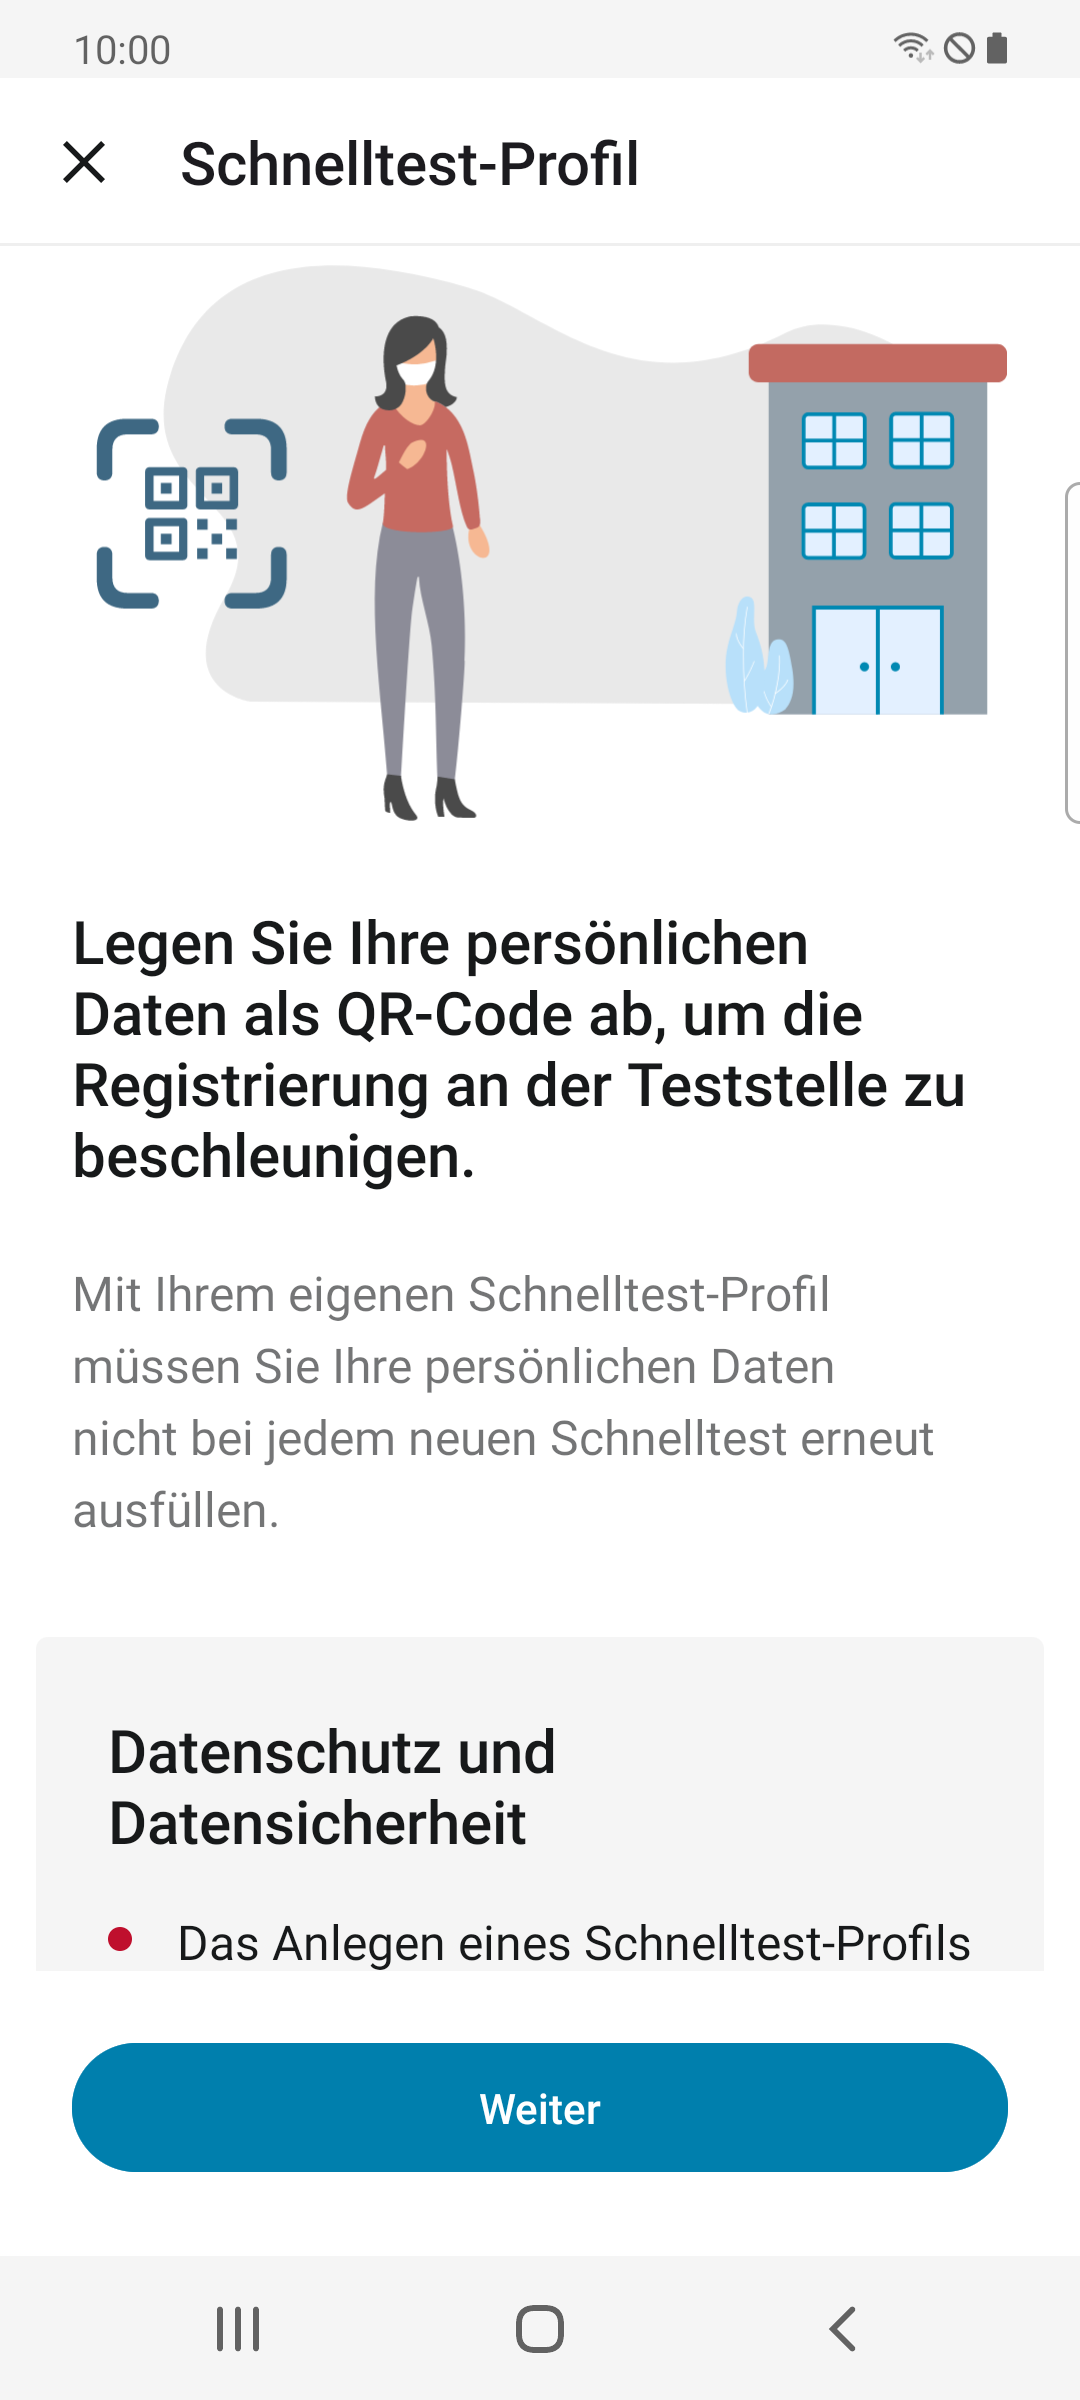 10:00
Schnelltest-Profil
Legen Sie Ihre persönlichen
Daten als QR-Code ab, um die
Registrierung an der Teststelle zu
beschleunigen.
Mit Ihrem eigenen Schnelltest-Profil
müssen Sie Ihre persönlichen Daten
nicht bei jedem neuen Schnelltest erneut
ausfüllen.
Datenschutz und
Datensicherheit
Das Anlegen eines Schnelltest-Profils
Weiter